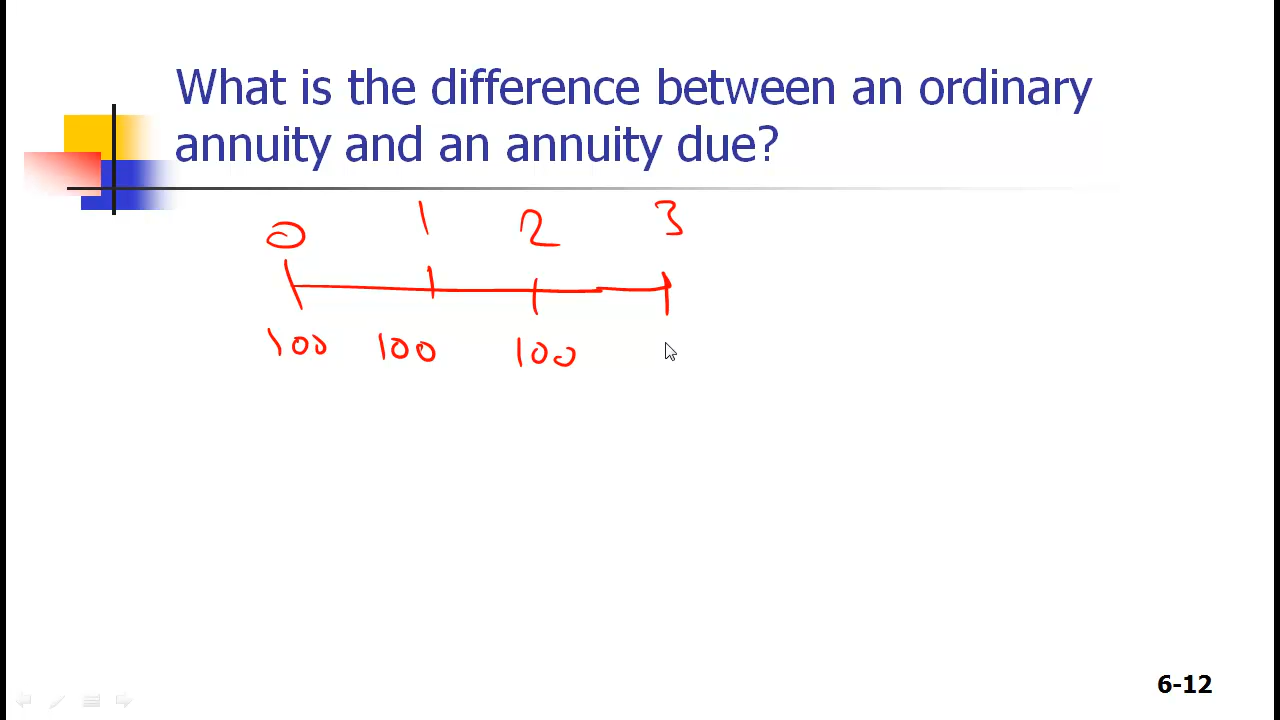 What is the difference between an ordinary
annuity and an annuity due?
0 1 2 3
100 100 100
6-12